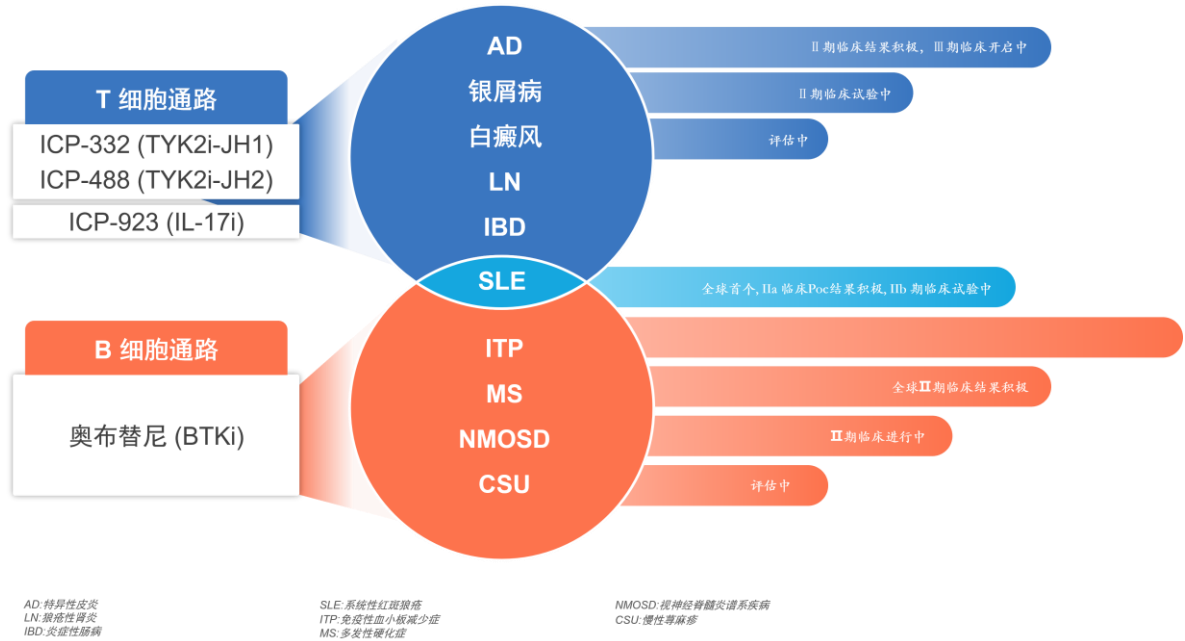 T 细胞通路
ICP-332 (TYK2i-JH1)
ICP-488 (TYK2i-JH2)
ICP-923 (IL-17i)
AD
银屑病
白癜风
LN
IBD
SLE
II期临床结果积极，III期临床开启中
II期临床试验中
评估中
全球首个, IIa 临床Poc结果积极, IIb 期临床试验中
B 细胞通路
奥布替尼 (BTKi)
ITP
MS
NMOSD
CSU
全球II期临床结果积极
II期临床进行中
评估中
AD:特异性皮炎
LN:狼疮性肾炎
IBD:炎症性肠病
SLE:系统性红斑狼疮
ITP:免疫性血小板减少症
MS:多发性硬化症
NMOSD:视神经脊髓炎谱系疾病
CSU:慢性荨麻疹